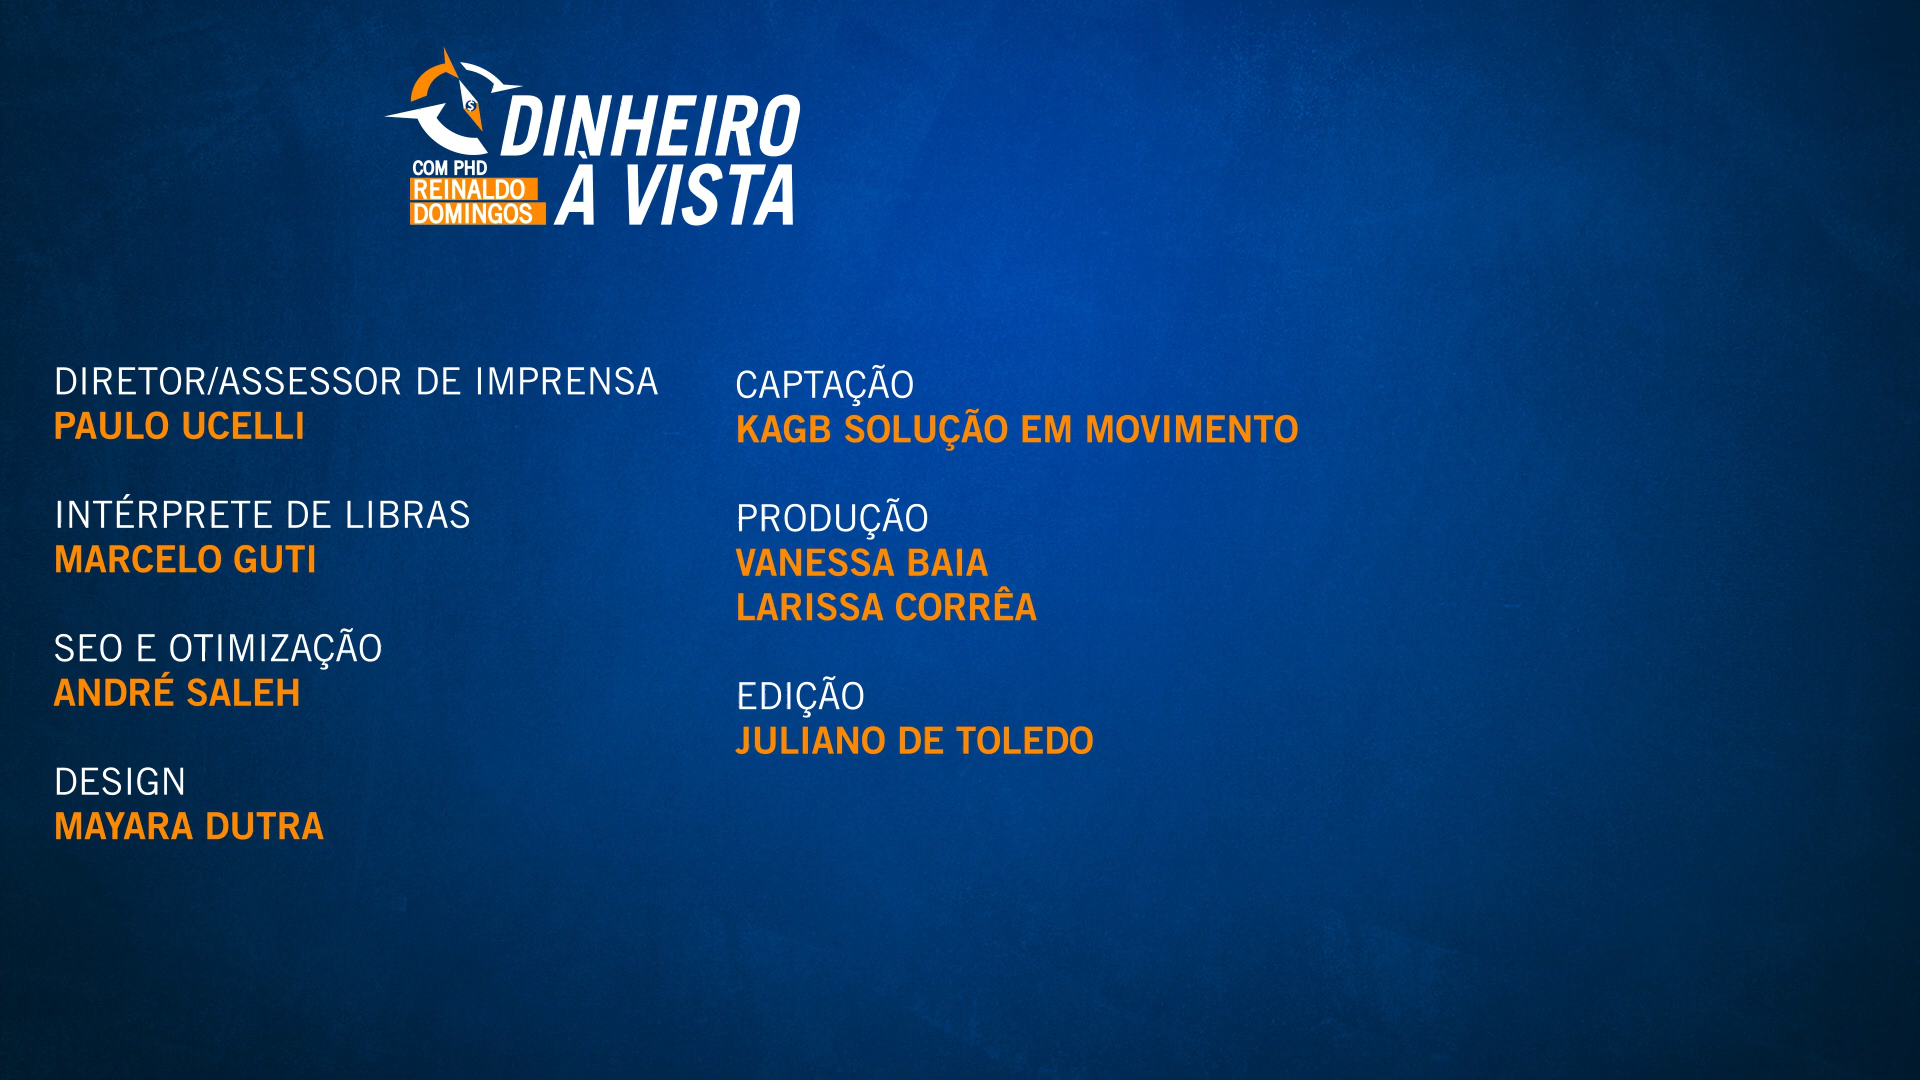 DINHEIRO
À VISTA
COM PHD
REINALDO
DOMINGOS
DIRETOR/ASSESSOR DE IMPRENSA
PAULO UCELLI
INTÉRPRETE DE LIBRAS
MARCELO GUTI
SEO E OTIMIZAÇÃO
ANDRÉ SALEH
DESIGN
MAYARA DUTRA
CAPTAÇÃO
KAGB SOLUÇÃO EM MOVIMENTO
PRODUÇÃO
VANESSA BAIA
LARISSA CORRÊA
EDIÇÃO
JULIANO DE TOLEDO